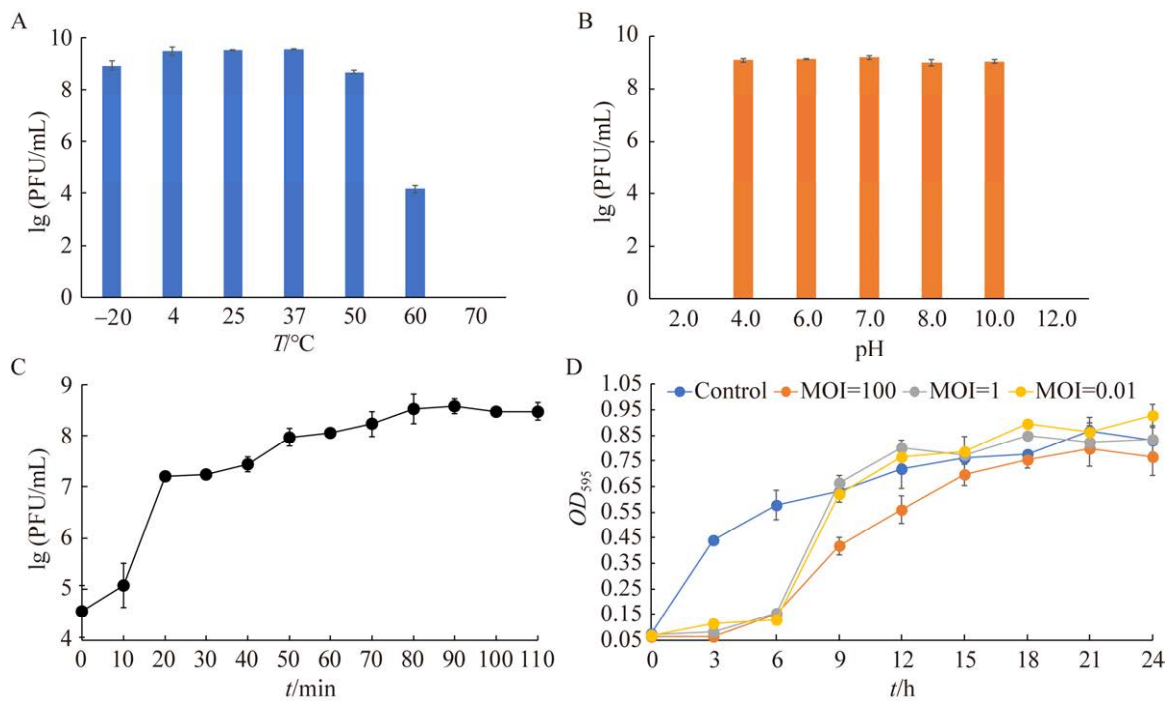 A
10
8
6
4
2
0
lg (PFU/mL)
–20 4 25 37 50 60 70
T/°C
B
10
8
6
4
2
0
lg (PFU/mL)
2.0 4.0 6.0 7.0 8.0 10.0 12.0
pH
C
9
8
7
5
4
lg (PFU/mL)
0 10 20 30 40 50 60 70 80 90 100 110
t/min
D
Control MOI=100 MOI=1 MOI=0.01
1.05
0.95
0.85
0.75
0.65
0.55
0.45
0.35
0.25
0.15
0.05
OD595
0 3 6 9 12 15 18 21 24
t/h